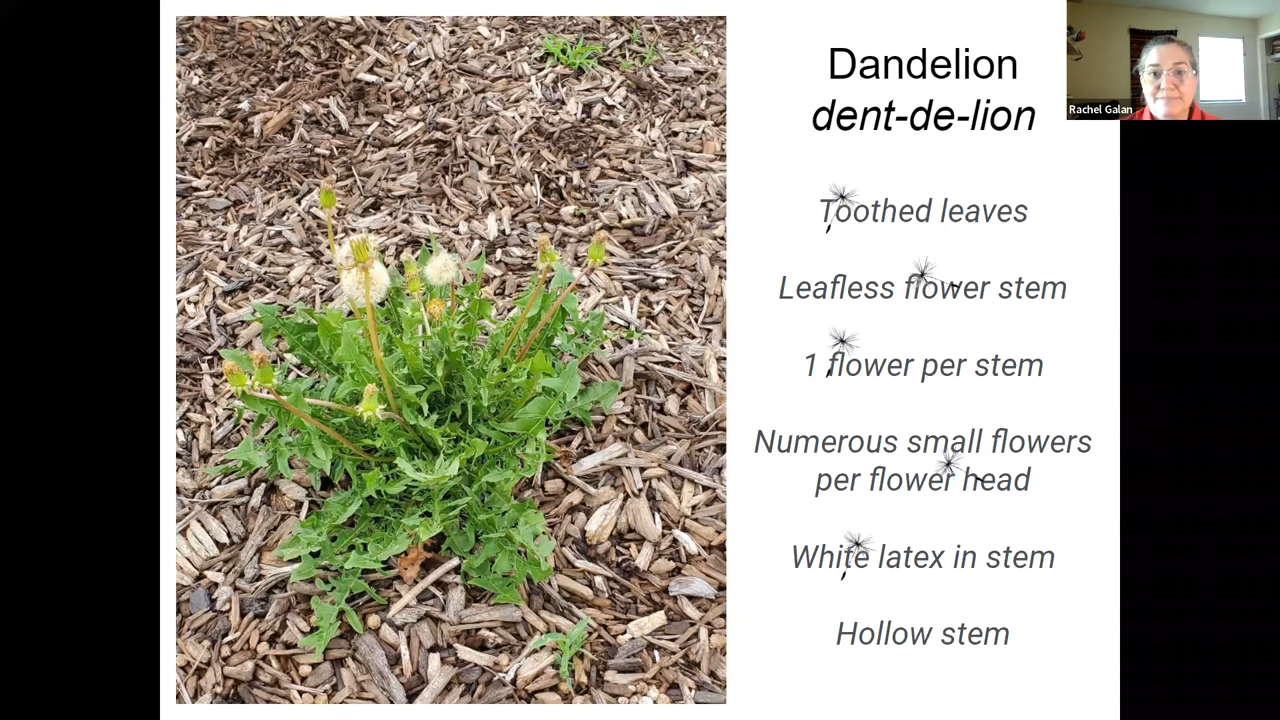 Dandelion
dent-de-lion
Rachel Galan
Toothed leaves
Leafless flower stem
1 flower per stem
Numerous small flowers
per flower head
White latex in stem
Hollow stem